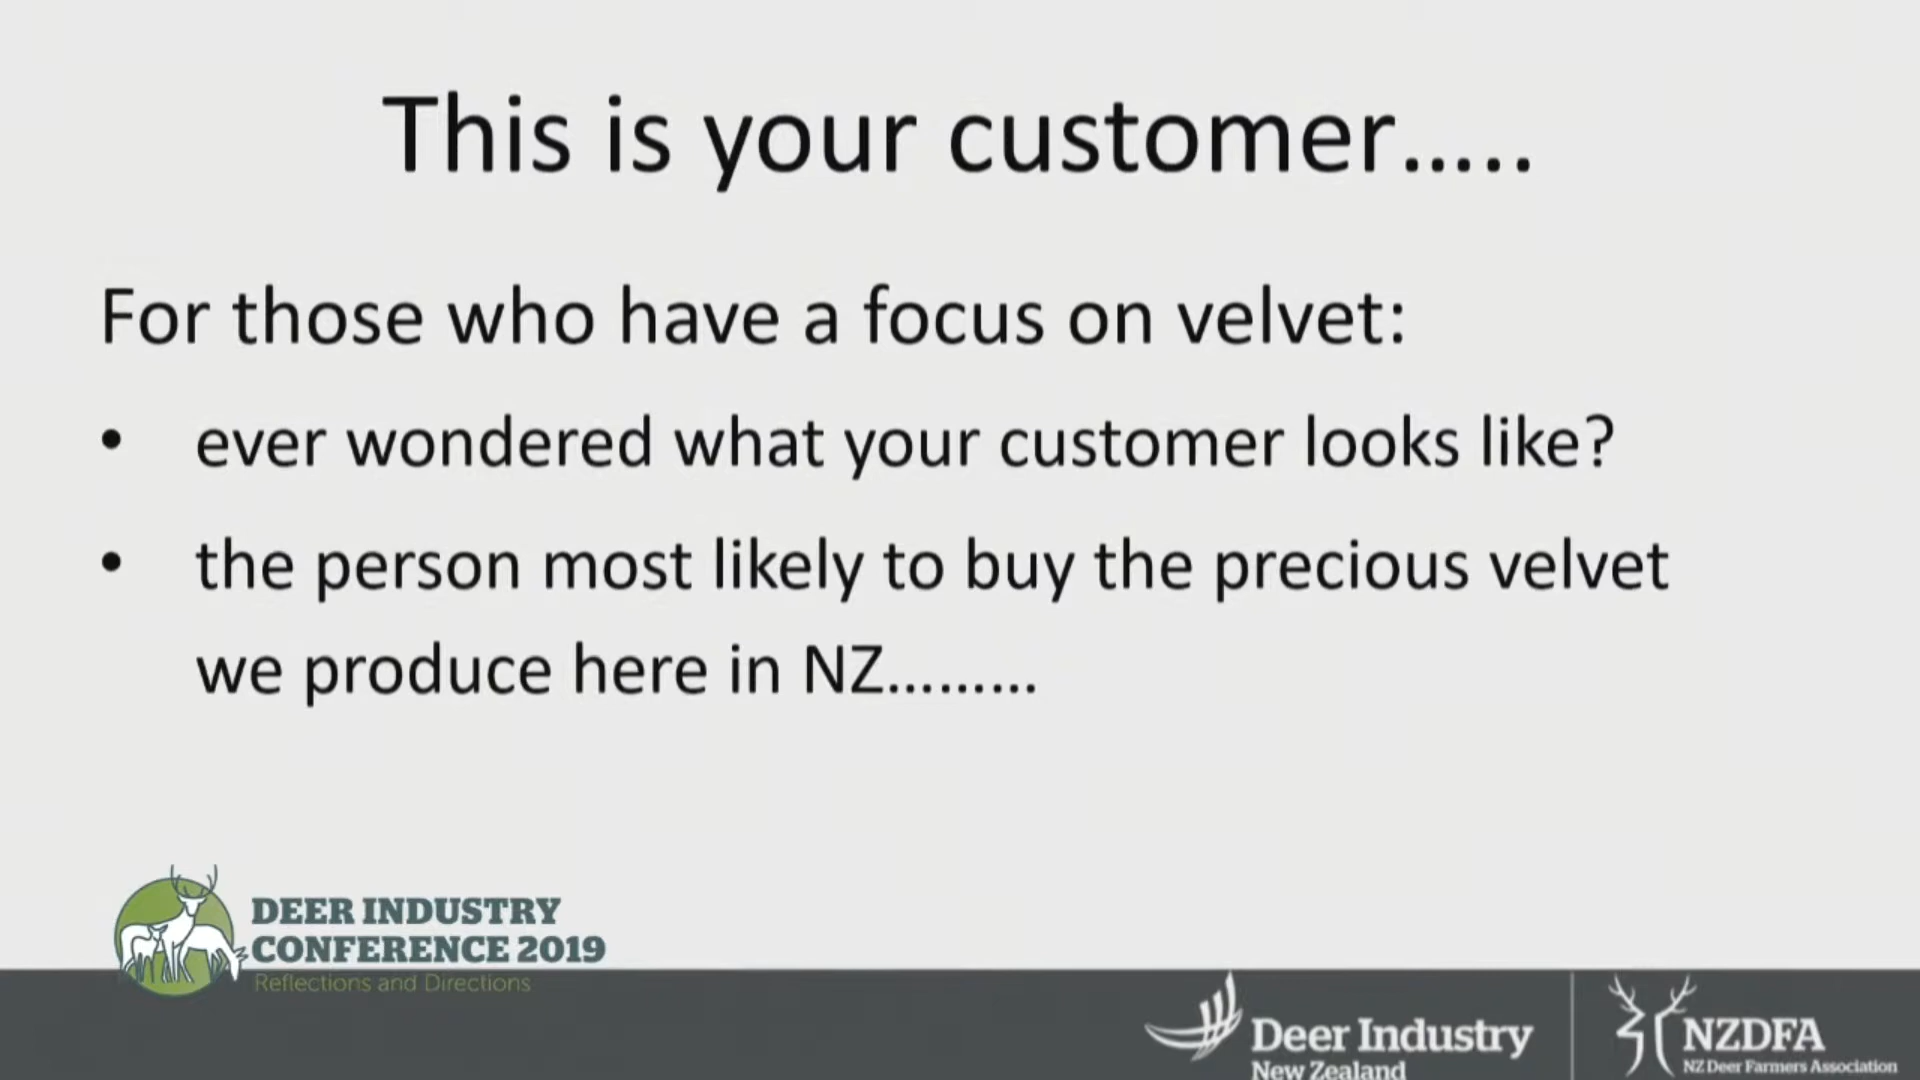 This is your customer.....
For those who have a focus on velvet:
• ever wondered what your customer looks like?
• the person most likely to buy the precious velvet
we produce here in NZ.........
DEER INDUSTRY
CONFERENCE 2019
Reflections and Directions
Deer Industry
New Zealand
NZDFA
NZ Deer Farmers Association